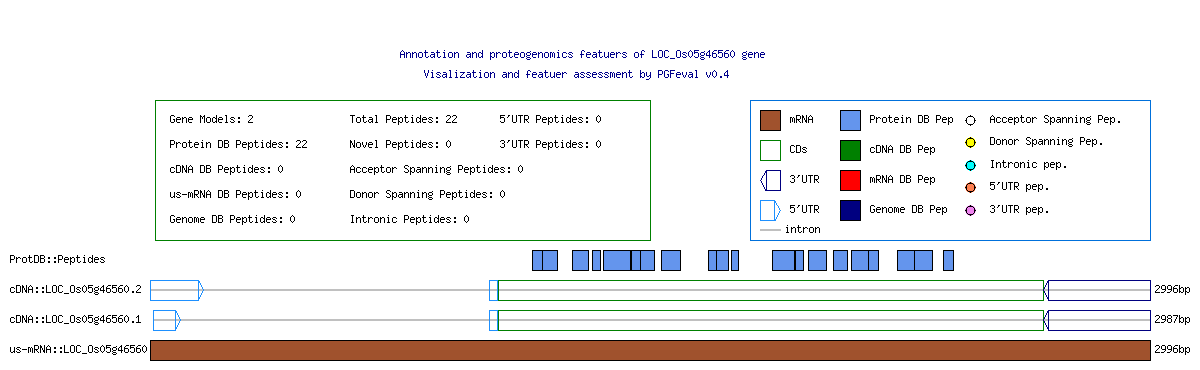 Annotation and proteogenomics featuers of LOC_Os05g46560 gene
Visalization and featuer assessment by PGFeval v0.4
Gene Models: 2 Total Peptides: 22 5'UTR Peptides: 0
Protein DB Peptides: 22 Novel Peptides: 0 3'UTR Peptides: 0
cDNA DB Peptides: 0 Acceptor Spanning Peptides: 0
us-mRNA DB Peptides: 0 Donor Spanning Peptides: 0
Genome DB Peptides: 0 Intronic Peptides: 0
mRNA Protein DB Pep Acceptor Spanning Pep.
CDs cDNA DB Pep Donor Spanning Pep.
3'UTR mRNA DB Pep Intronic pep.
5'UTR Genome DB Pep 5'UTR pep.
intron 3'UTR pep.
ProtDB::Peptides
cDNA::LOC_Os05g46560.2 2996bp
cDNA::LOC_Os05g46560.1 2987bp
us-mRNA::LOC_Os05g46560 2996bp